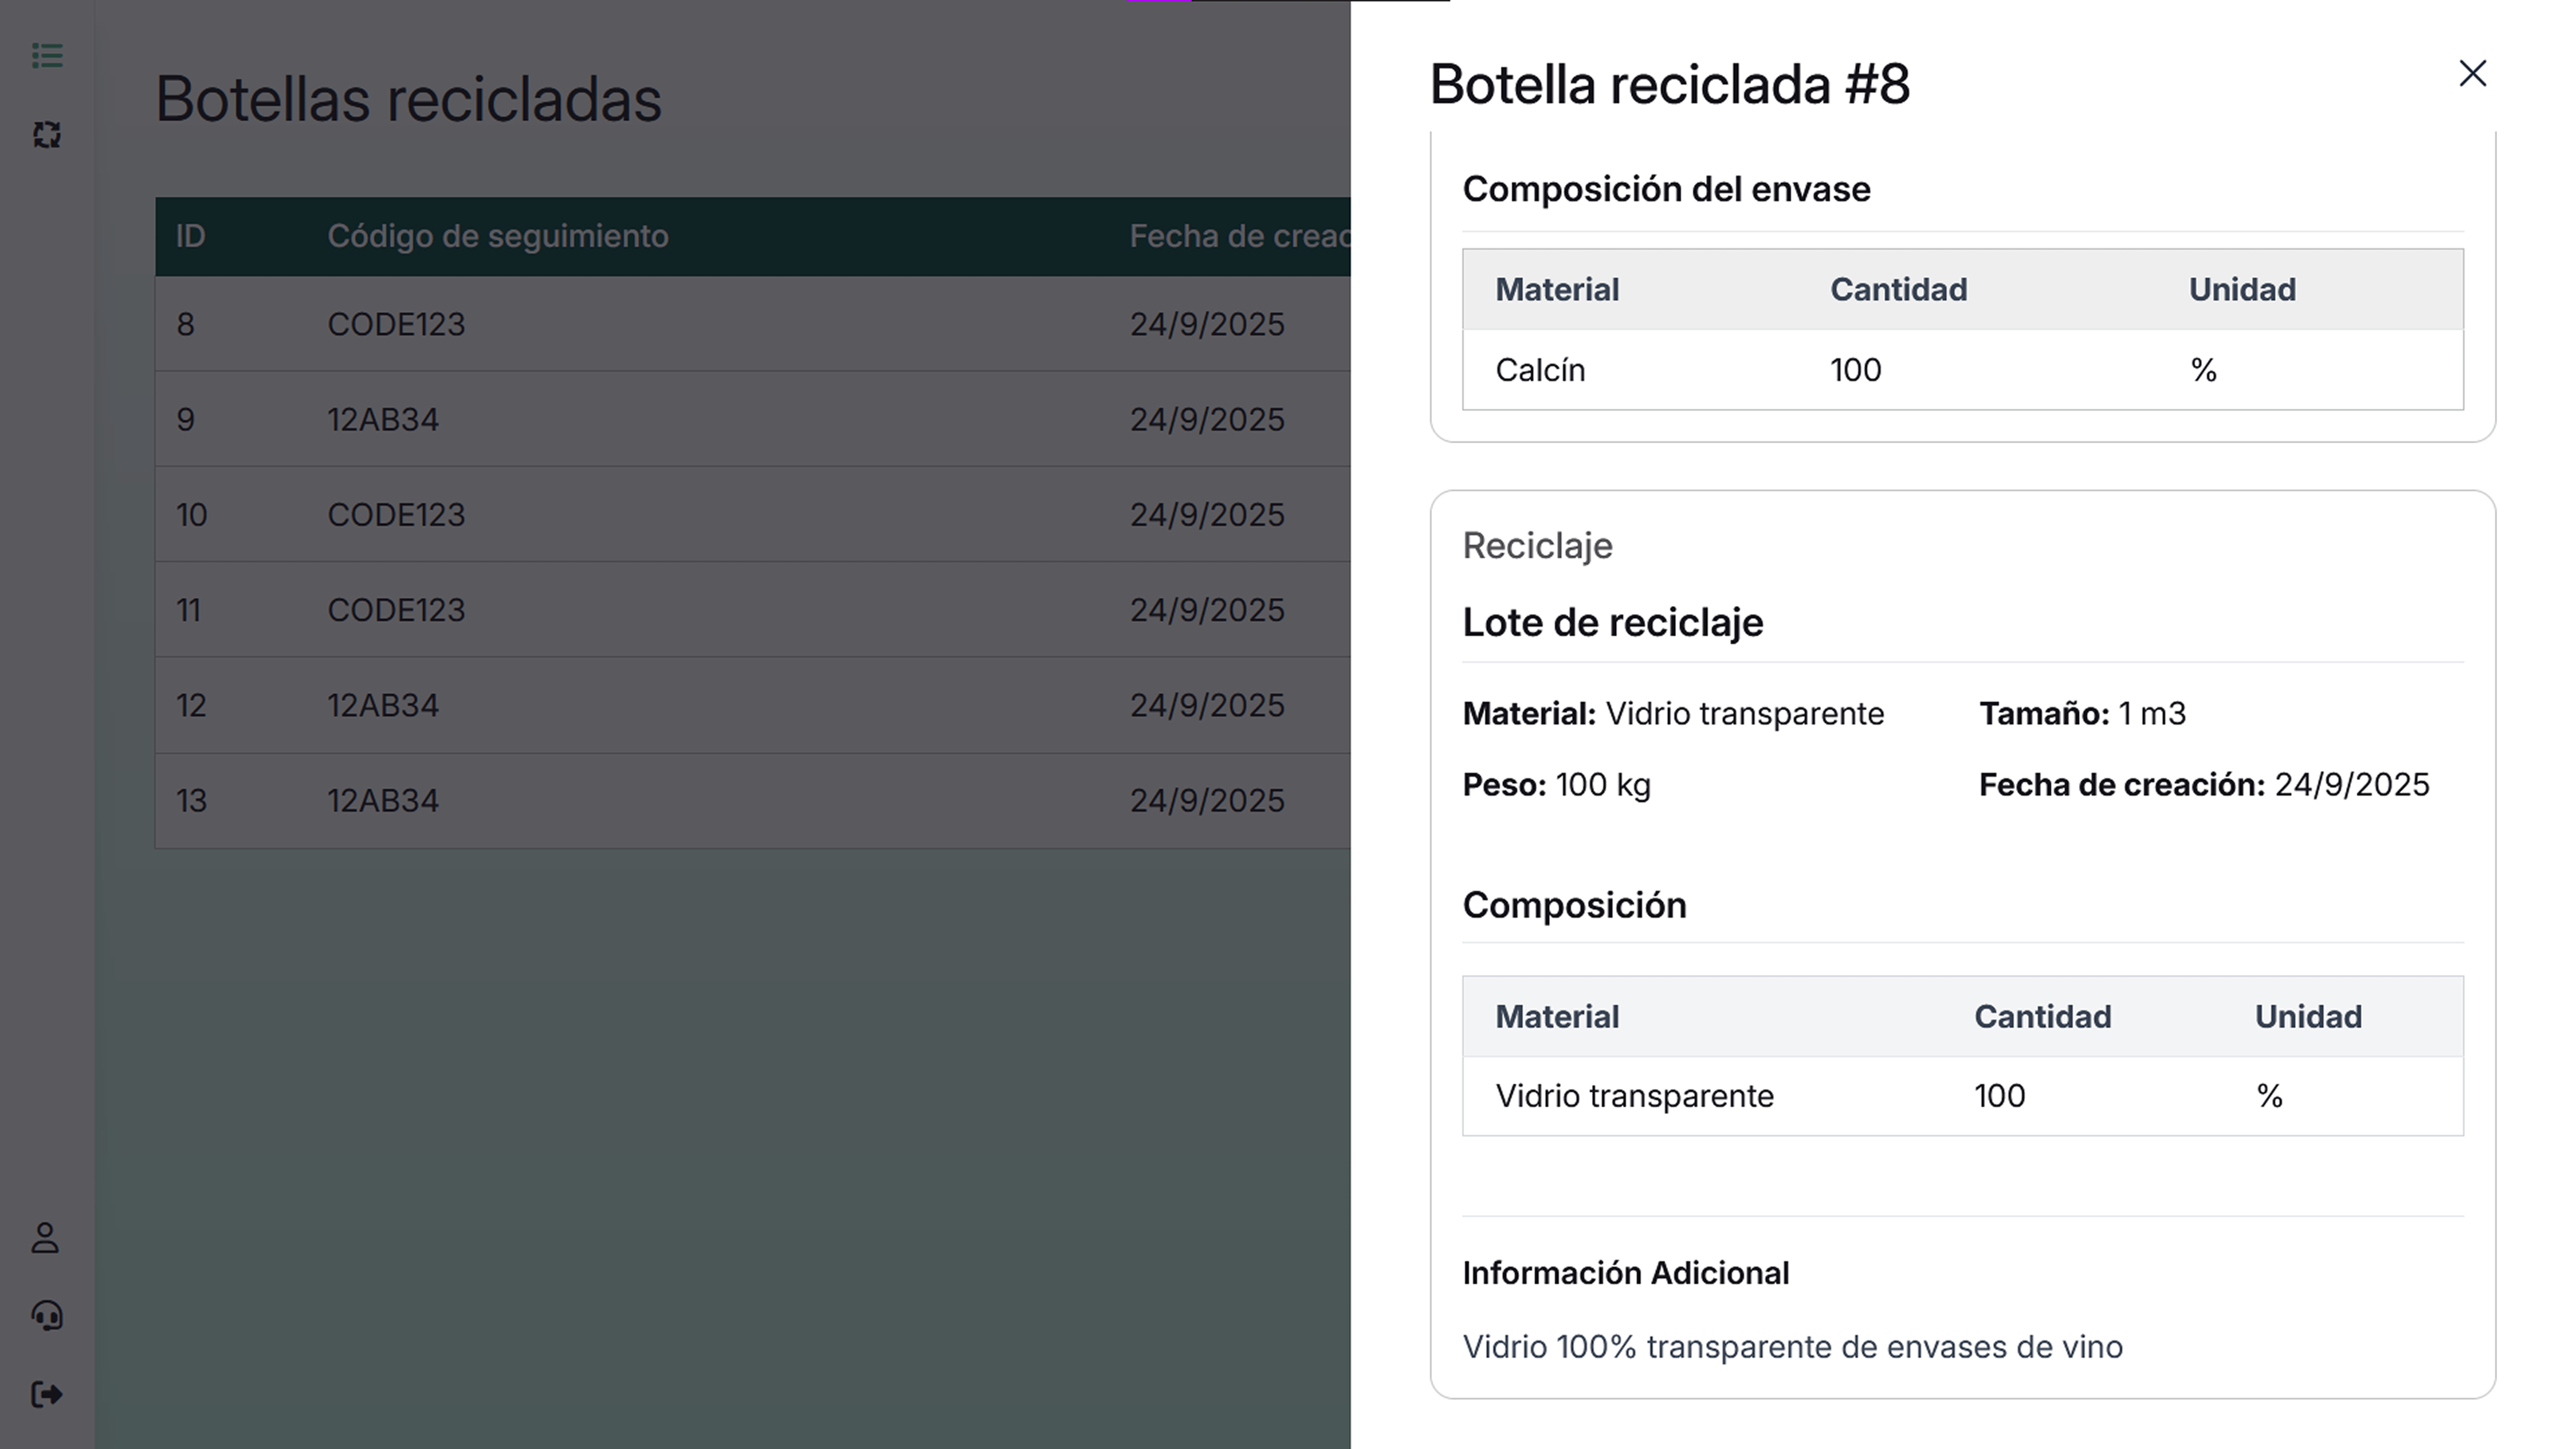 Botellas recicladas
ID Código de seguimiento Fecha de creac
8 CODE123 24/9/2025
9 12AB34 24/9/2025
10 CODE123 24/9/2025
11 CODE123 24/9/2025
12 12AB34 24/9/2025
13 12AB34 24/9/2025
Botella reciclada #8
Composición del envase
Material Cantidad Unidad
Calcín 100 %
Reciclaje
Lote de reciclaje
Material: Vidrio transparente Tamaño: 1 m3
Peso: 100 kg Fecha de creación: 24/9/2025
Composición
Material Cantidad Unidad
Vidrio transparente 100 %
Información Adicional
Vidrio 100% transparente de envases de vino